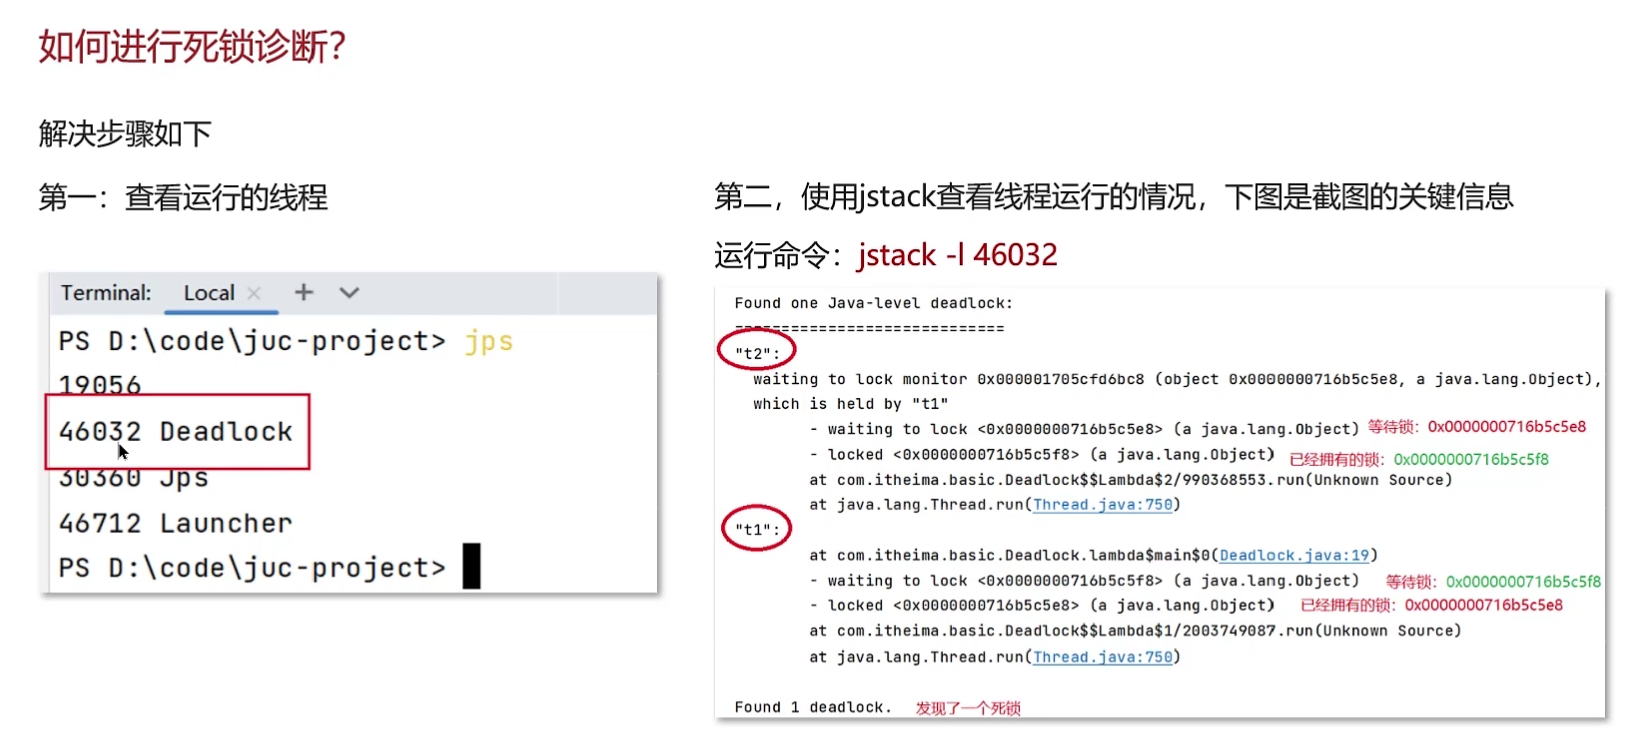 如何进行死锁诊断？
解决步骤如下
第一：查看运行的线程
Terminal: Local × + ∨
PS D:\code\juc-project> jps
19056
46032 Deadlock
30360 Jps
46712 Launcher
PS D:\code\juc-project>
第二，使用jstack查看线程运行的情况，下图是截图的关键信息
运行命令：jstack -l 46032
Found one Java-level deadlock:
=============================
"t2":
waiting to lock monitor 0x000001705cfd6bc8 (object 0x0000000716b5c5e8, a java.lang.Object),
which is held by "t1"
- waiting to lock <0x0000000716b5c5e8> (a java.lang.Object) 等待锁：0x0000000716b5c5e8
- locked <0x0000000716b5c5f8> (a java.lang.Object) 已经拥有的锁：0x0000000716b5c5f8
at com.itheima.basic.Deadlock$$Lambda$2/990368553.run(Unknown Source)
at java.lang.Thread.run(Thread.java:750)
"t1":
at com.itheima.basic.Deadlock.lambda$main$0(Deadlock.java:19)
- waiting to lock <0x0000000716b5c5f8> (a java.lang.Object) 等待锁：0x0000000716b5c5f8
- locked <0x0000000716b5c5e8> (a java.lang.Object) 已经拥有的锁：0x0000000716b5c5e8
at com.itheima.basic.Deadlock$$Lambda$1/2003749087.run(Unknown Source)
at java.lang.Thread.run(Thread.java:750)
Found 1 deadlock. 发现了一个死锁